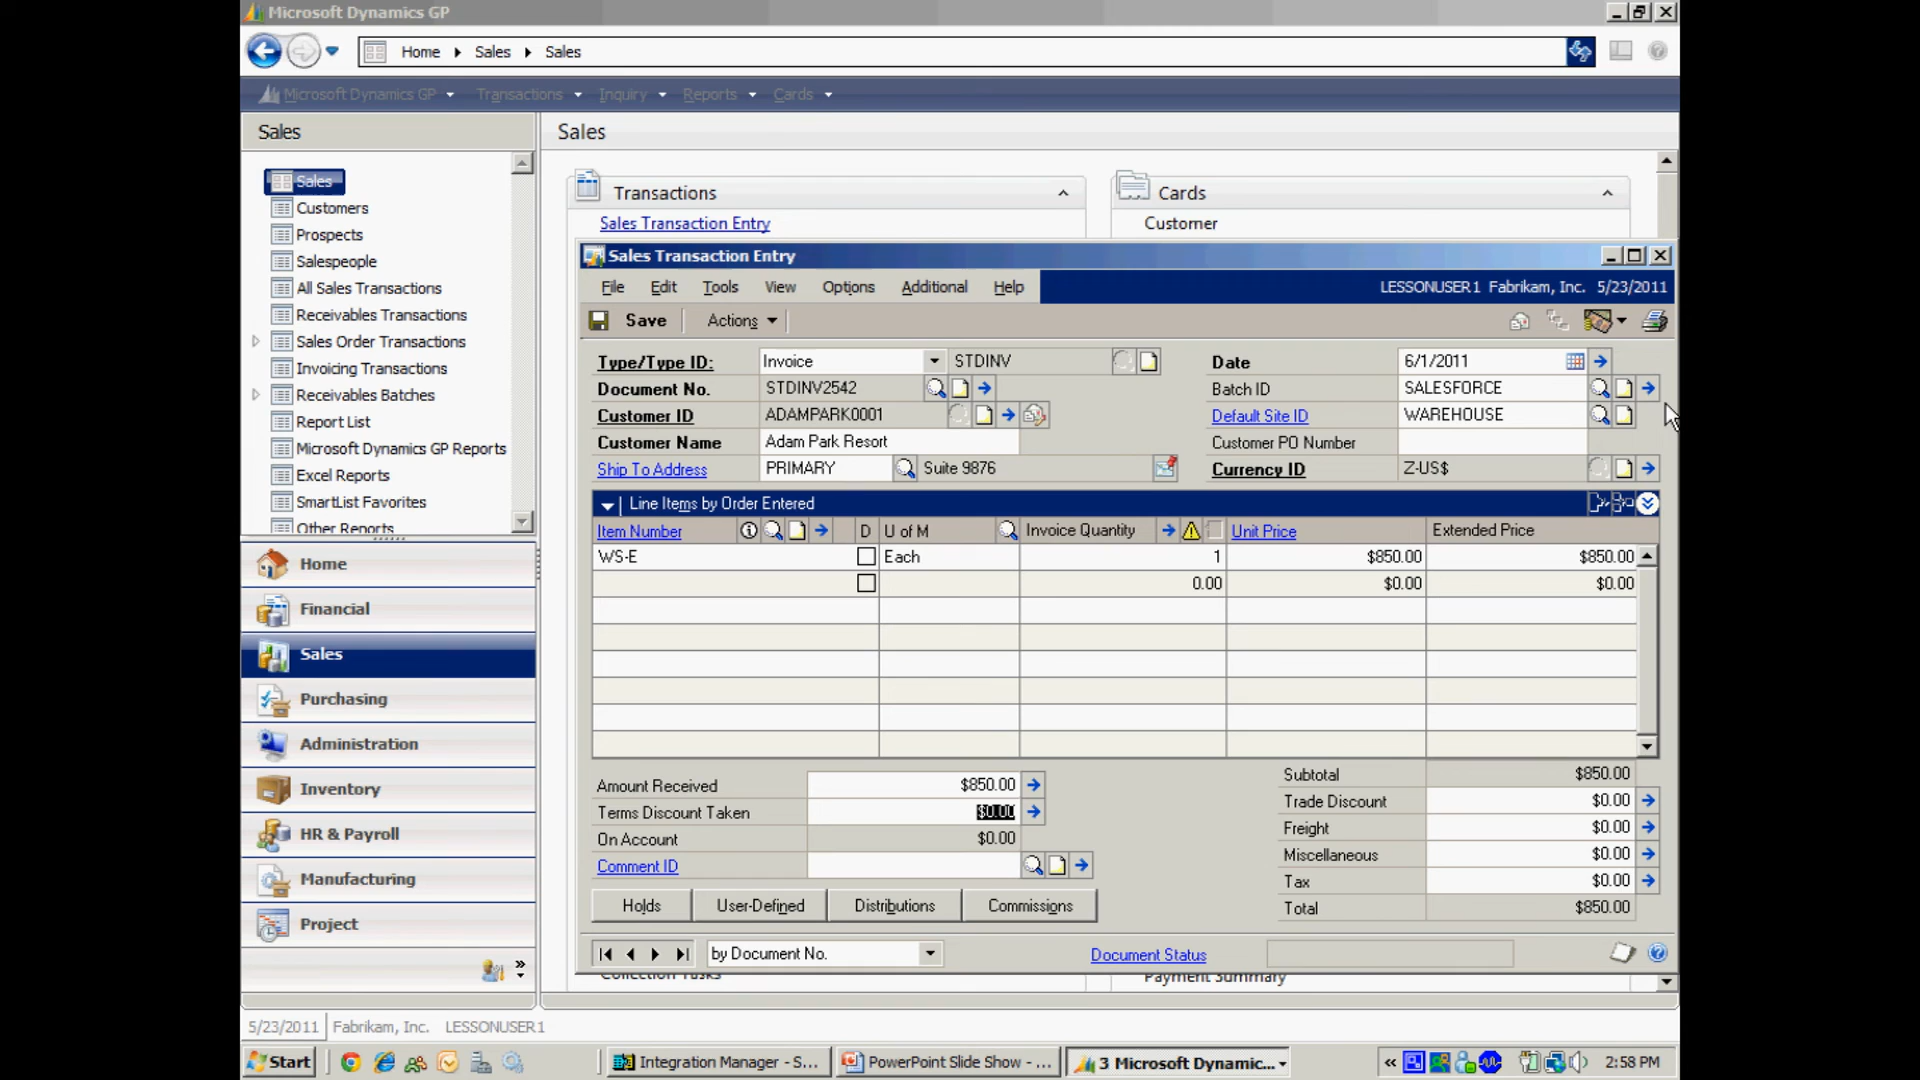 Microsoft Dynamics GP
Home Sales Sales
Microsoft Dynamics GP Transactions Inquiry Reports Cards
Sales
Sales
Customers
Prospects
Salespeople
All Sales Transactions
Receivables Transactions
Sales Order Transactions
Invoicing Transactions
Receivables Batches
Report List
Microsoft Dynamics GP Reports
Excel Reports
SmartList Favorites
Other Reports
Home
Financial
Sales
Purchasing
Administration
Inventory
HR & Payroll
Manufacturing
Project
Sales
Transactions
Sales Transaction Entry
Cards
Customer
Sales Transaction Entry
File Edit Tools View Options Additional Help LESSONUSER1 Fabrikam, Inc. 5/23/2011
Save Actions
Type/Type ID: Invoice STDINV Date 6/1/2011
Document No. STDINV2542 Batch ID SALESFORCE
Customer ID ADAMPARK0001 Default Site ID WAREHOUSE
Customer Name Adam Park Resort Customer PO Number
Ship To Address PRIMARY Suite 9876 Currency ID Z-US$
Line Items by Order Entered
Item Number D U of M Invoice Quantity Unit Price Extended Price
WS-E Each 1 $850.00 $850.00
0.00 $0.00 $0.00
Amount Received $850.00
Terms Discount Taken $0.00
On Account $0.00
Comment ID
Subtotal $850.00
Trade Discount $0.00
Freight $0.00
Miscellaneous $0.00
Tax $0.00
Total $850.00
Holds User-Defined Distributions Commissions
by Document No. Document Status
Collection Tasks Payment Summary
5/23/2011 Fabrikam, Inc. LESSONUSER1
Start Integration Manager - S... PowerPoint Slide Show - ... 3 Microsoft Dynamic... 2:58 PM